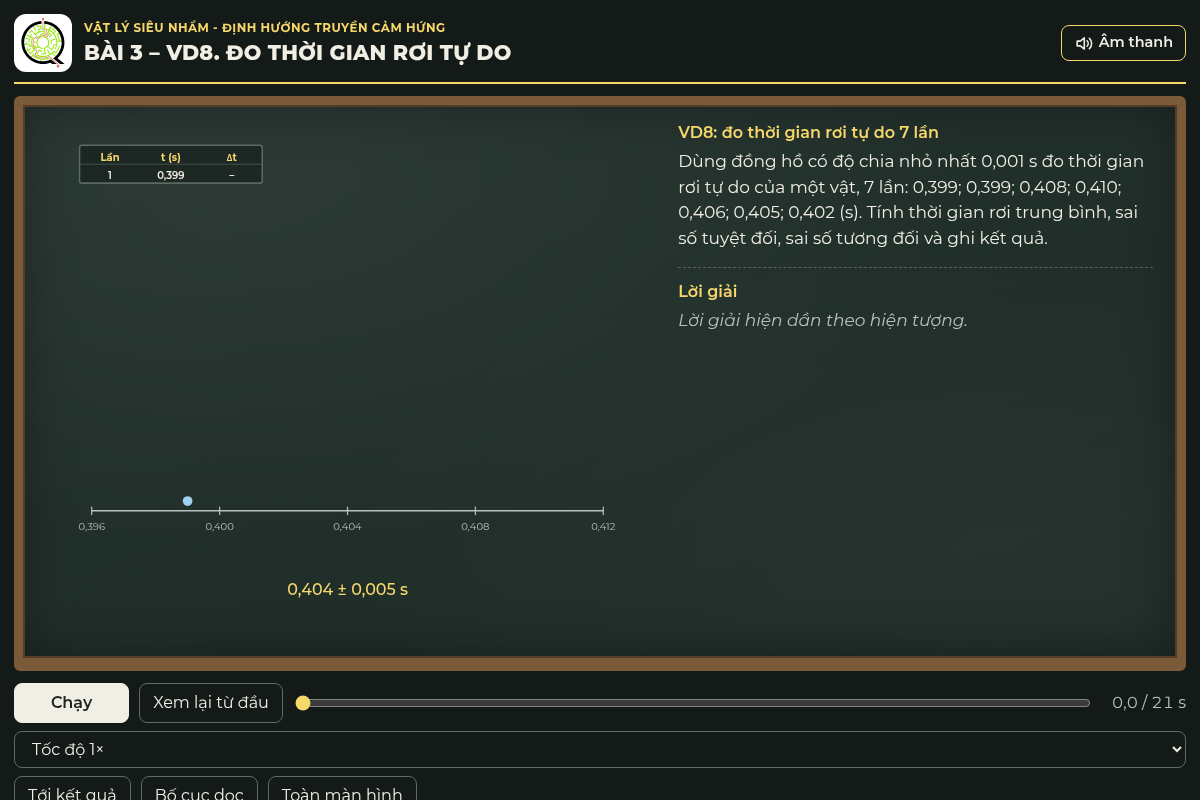 VẬT LÝ SIÊU NHẨM - ĐỊNH HƯỚNG TRUYỀN CẢM HỨNG
BÀI 3 – VD8. ĐO THỜI GIAN RƠI TỰ DO
Âm thanh
Lần t (s) Δt
1 0,399 –
0,396 0,400 0,404 0,408 0,412
0,404 ± 0,005 s
VD8: đo thời gian rơi tự do 7 lần
Dùng đồng hồ có độ chia nhỏ nhất 0,001 s đo thời gian
rơi tự do của một vật, 7 lần: 0,399; 0,399; 0,408; 0,410;
0,406; 0,405; 0,402 (s). Tính thời gian rơi trung bình, sai
số tuyệt đối, sai số tương đối và ghi kết quả.
Lời giải
Lời giải hiện dần theo hiện tượng.
Chạy
Xem lại từ đầu
0,0 / 21 s
Tốc độ 1×
Tới kết quả
Bố cục dọc
Toàn màn hình